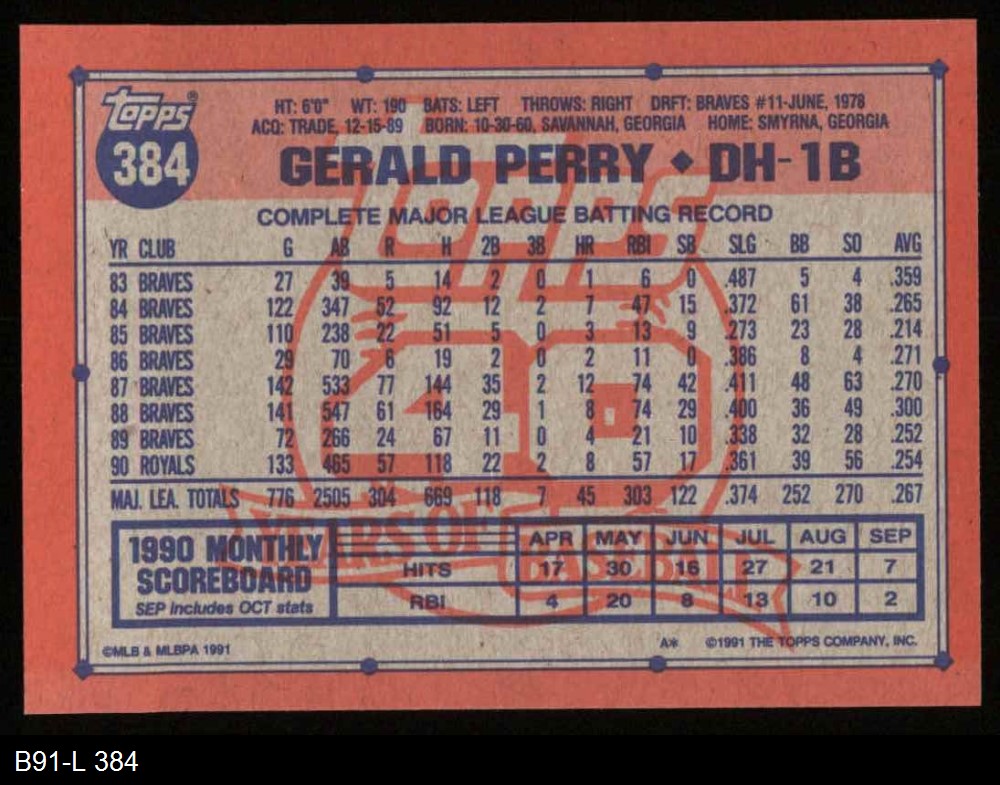 Topps®
384
HT: 6'0" WT: 190 BATS: LEFT THROWS: RIGHT DRFT: BRAVES #11-JUNE, 1978
ACQ: TRADE, 12-15-89 BORN: 10-30-60, SAVANNAH, GEORGIA HOME: SMYRNA, GEORGIA
GERALD PERRY ◆ DH-1B
COMPLETE MAJOR LEAGUE BATTING RECORD
YR CLUB G AB R H 2B 3B HR RBI SB SLG BB SO AVG
83 BRAVES 27 39 5 14 2 0 1 6 0 .487 5 4 .359
84 BRAVES 122 347 52 92 12 2 7 47 15 .372 61 38 .265
85 BRAVES 110 238 22 51 5 0 3 13 9 .273 23 28 .214
86 BRAVES 29 70 6 19 2 0 2 11 0 .386 8 4 .271
87 BRAVES 142 533 77 144 35 2 12 74 42 .411 48 63 .270
88 BRAVES 141 547 61 164 29 1 8 74 29 .400 36 49 .300
89 BRAVES 72 266 24 67 11 0 4 21 10 .338 32 28 .252
90 ROYALS 133 465 57 118 22 2 8 57 17 .361 39 56 .254
MAJ. LEA. TOTALS 776 2505 304 669 118 7 45 303 122 .374 252 270 .267
Topps
40
YEARS OF BASEBALL
1990 MONTHLY
SCOREBOARD
SEP includes OCT stats
APR MAY JUN JUL AUG SEP
HITS 17 30 16 27 21 7
RBI 4 20 8 13 10 2
©MLB & MLBPA 1991
A* ©1991 THE TOPPS COMPANY, INC.
B91-L 384